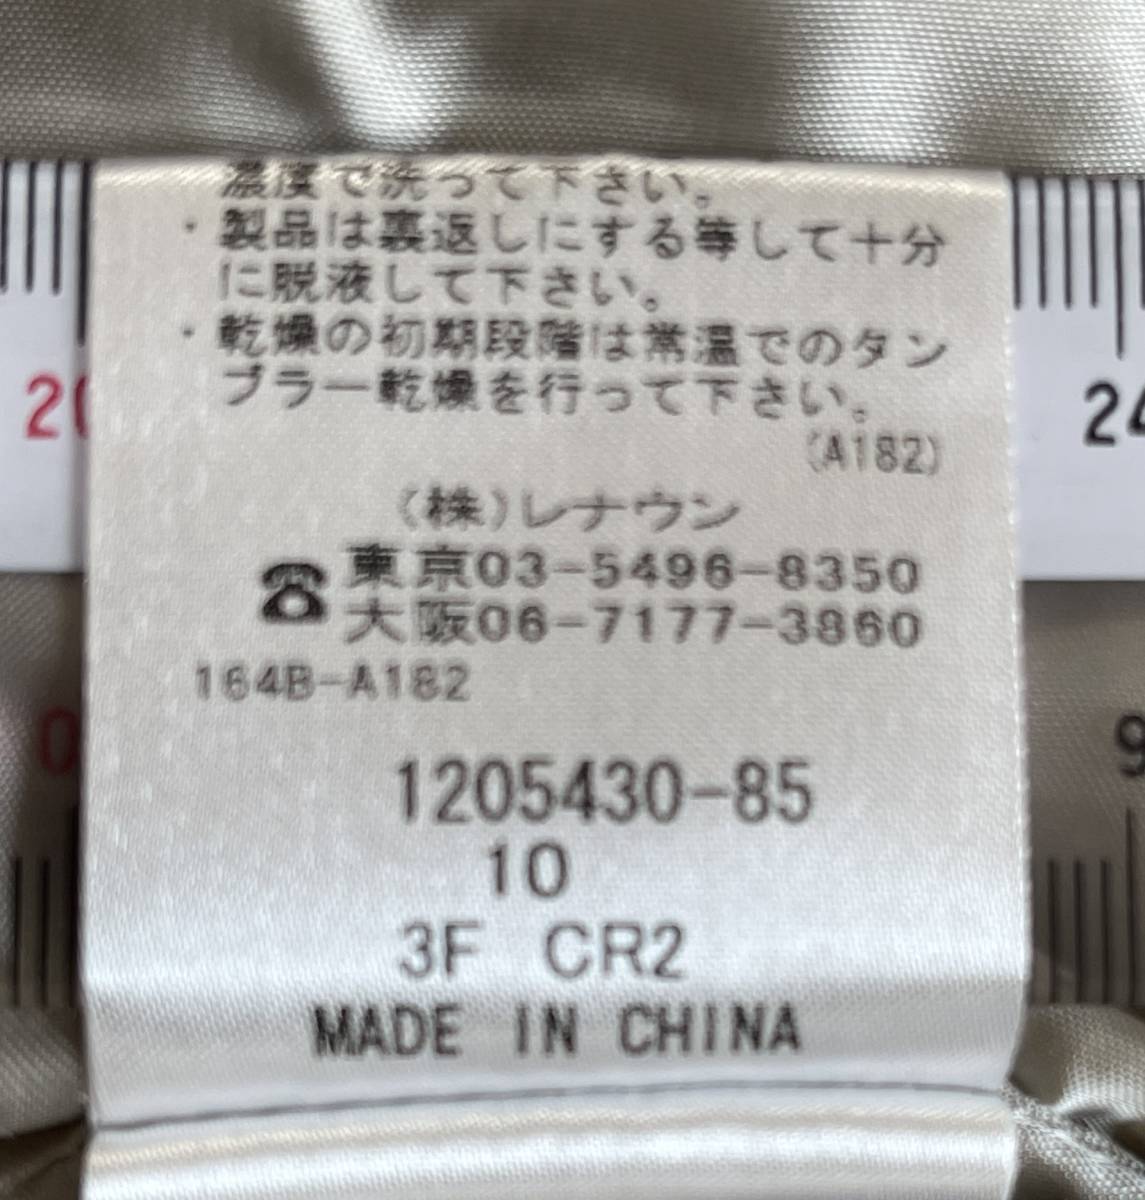 濃度で洗って下さい。
・製品は裏返しにする等して十分
に脱液して下さい。
・乾燥の初期段階は常温でのタン
ブラー乾燥を行って下さい。
(A182)
(株)レナウン
☎東京03-5496-8350
大阪06-7177-3860
164B-A182
1205430-85
10
3F CR2
MADE IN CHINA
20
24
0
9